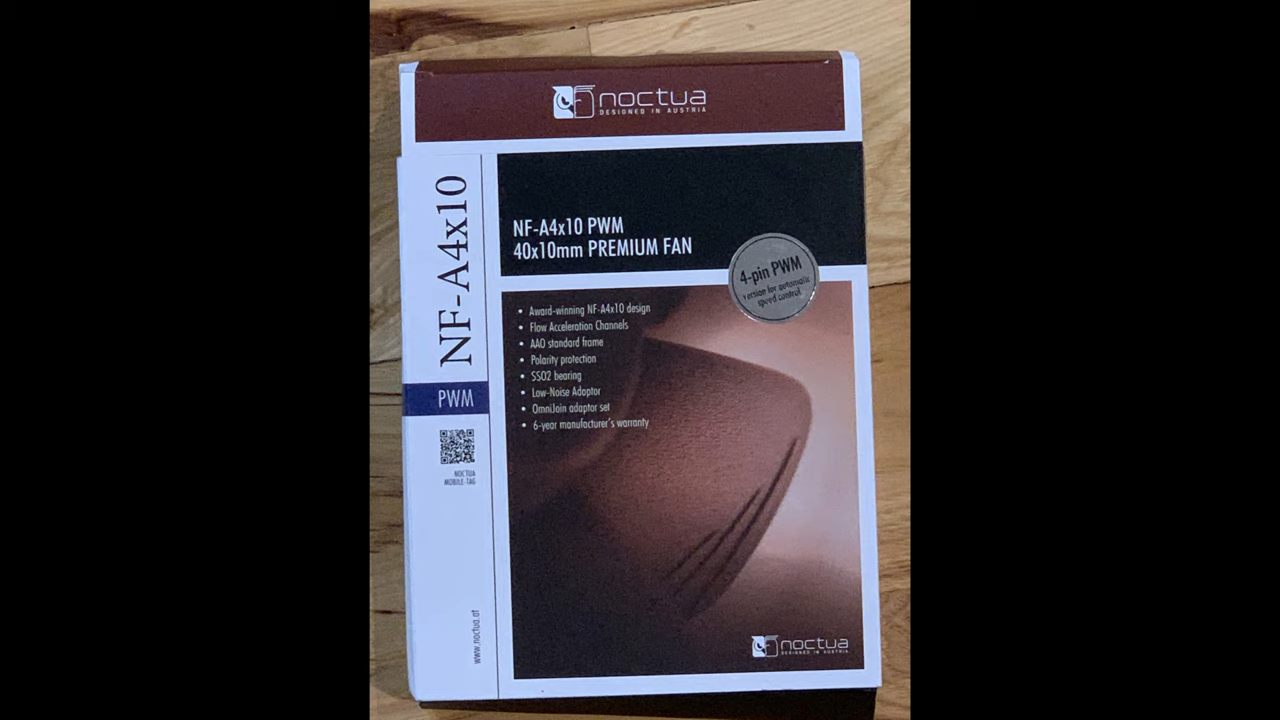 noctua
DESIGNED IN AUSTRIA
NF-A4x10
PWM
NOCTUA
MOBILE-TAG
www.noctua.at
NF-A4x10 PWM
40x10mm PREMIUM FAN
4-pin PWM
version for automatic
speed control
• Award-winning NF-A4x10 design
• Flow Acceleration Channels
• AAO standard frame
• Polarity protection
• SSO2 bearing
• Low-Noise Adaptor
• OmniJoin adaptor set
• 6-year manufacturer's warranty
noctua
DESIGNED IN AUSTRIA